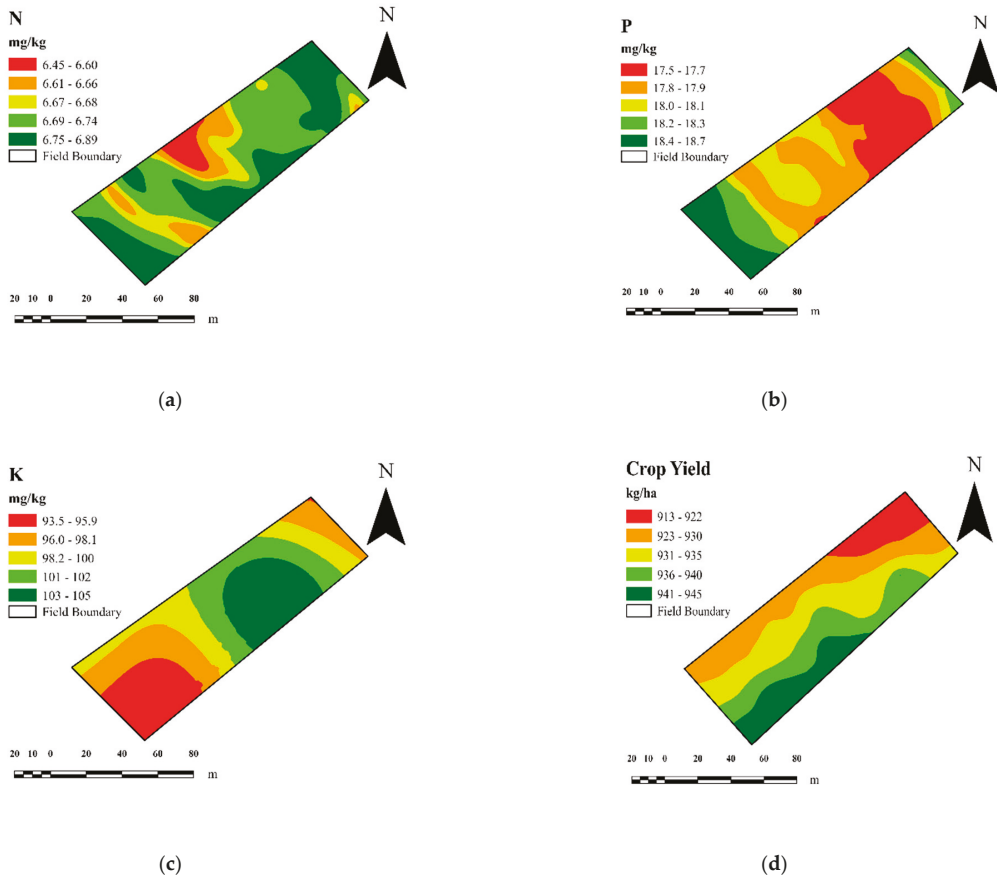 N
mg/kg
6.45 - 6.60
6.61 - 6.66
6.67 - 6.68
6.69 - 6.74
6.75 - 6.89
Field Boundary
N
20 10 0 20 40 60 80
m
(a)
P
mg/kg
17.5 - 17.7
17.8 - 17.9
18.0 - 18.1
18.2 - 18.3
18.4 - 18.7
Field Boundary
N
20 10 0 20 40 60 80
m
(b)
K
mg/kg
93.5 - 95.9
96.0 - 98.1
98.2 - 100
101 - 102
103 - 105
Field Boundary
N
20 10 0 20 40 60 80
m
(c)
Crop Yield
kg/ha
913 - 922
923 - 930
931 - 935
936 - 940
941 - 945
Field Boundary
N
20 10 0 20 40 60 80
m
(d)